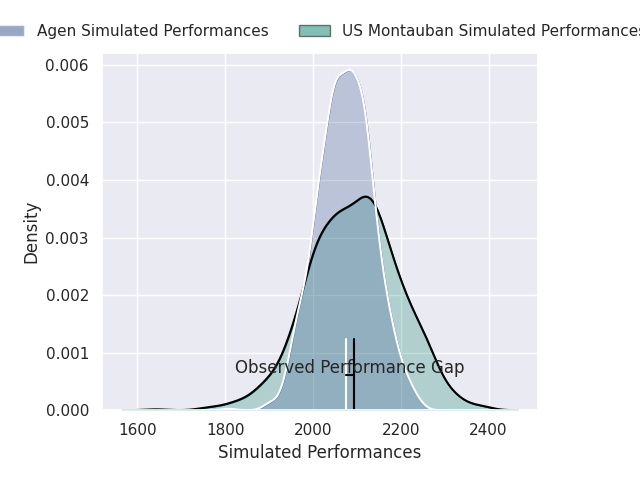 Agen Simulated Performances
US Montauban Simulated Performances
0.006
0.005
0.004
0.003
0.002
0.001
0.000
Density
Observed Performance Gap
1600 1800 2000 2200 2400
Simulated Performances